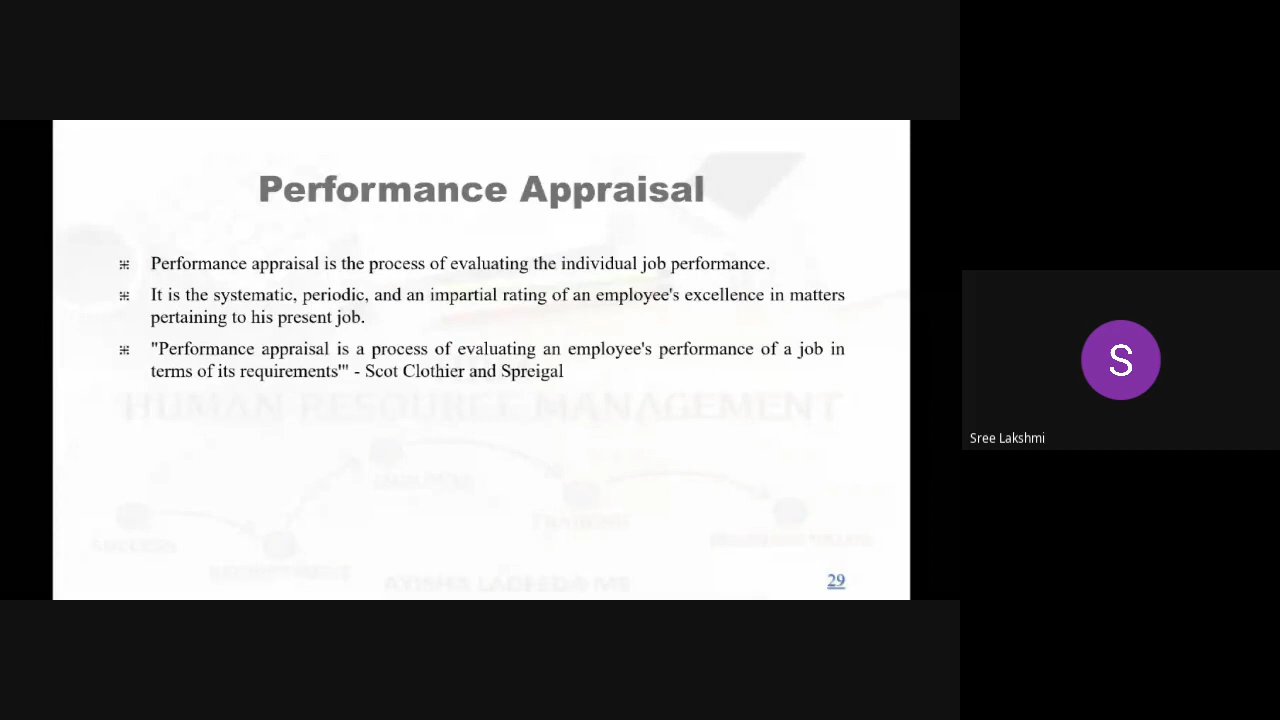 Performance Appraisal
Performance appraisal is the process of evaluating the individual job performance.
It is the systematic, periodic, and an impartial rating of an employee's excellence in matters
pertaining to his present job.
"Performance appraisal is a process of evaluating an employee's performance of a job in
terms of its requirements'" - Scot Clothier and Spreigal
HUMAN RESOURCE MANAGEMENT
SUCCESS
TRAINING
29
S
Sree Lakshmi